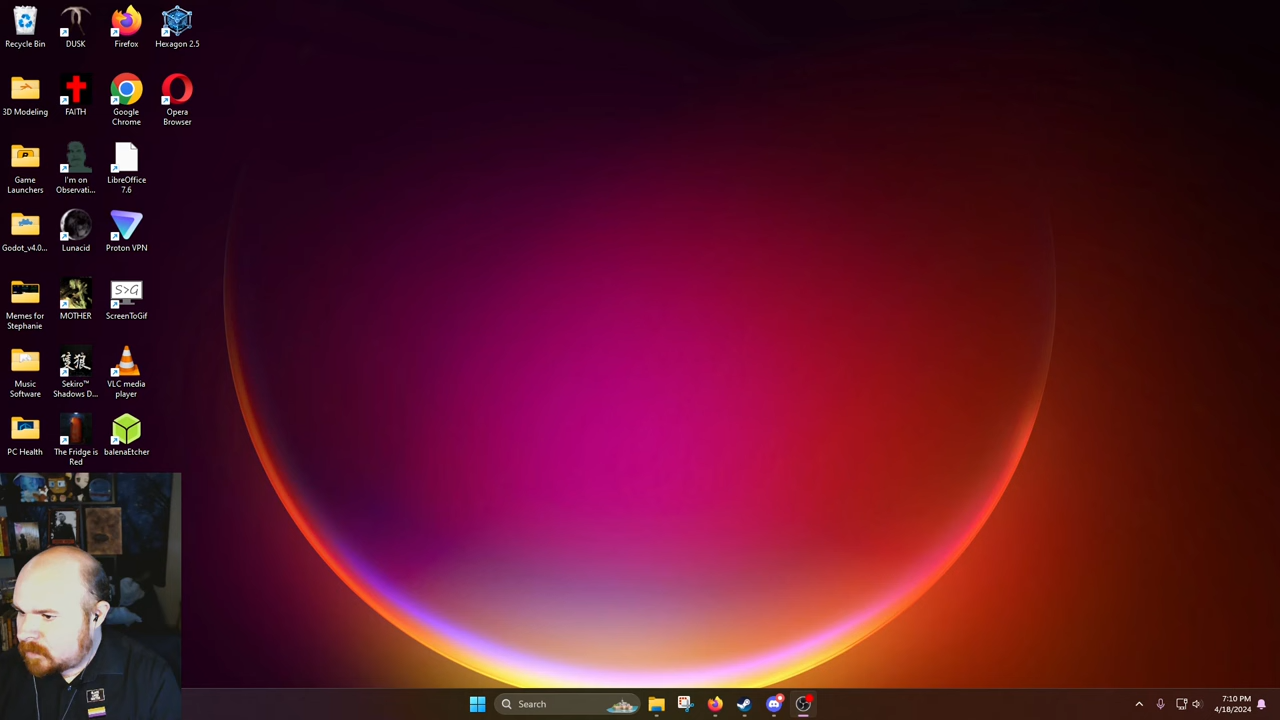 Recycle Bin
DUSK
Firefox
Hexagon 2.5
3D Modeling
FAITH
Google
Chrome
Opera
Browser
Game
Launchers
I'm on
Observati...
LibreOffice
7.6
Godot_v4.0...
Lunacid
Proton VPN
Memes for
Stephanie
MOTHER
S>G
ScreenToGif
Music
Software
隻狼
Sekiro™
Shadows D...
VLC media
player
PC Health
The Fridge is
Red
balenaEtcher
Search
7:10 PM
4/18/2024